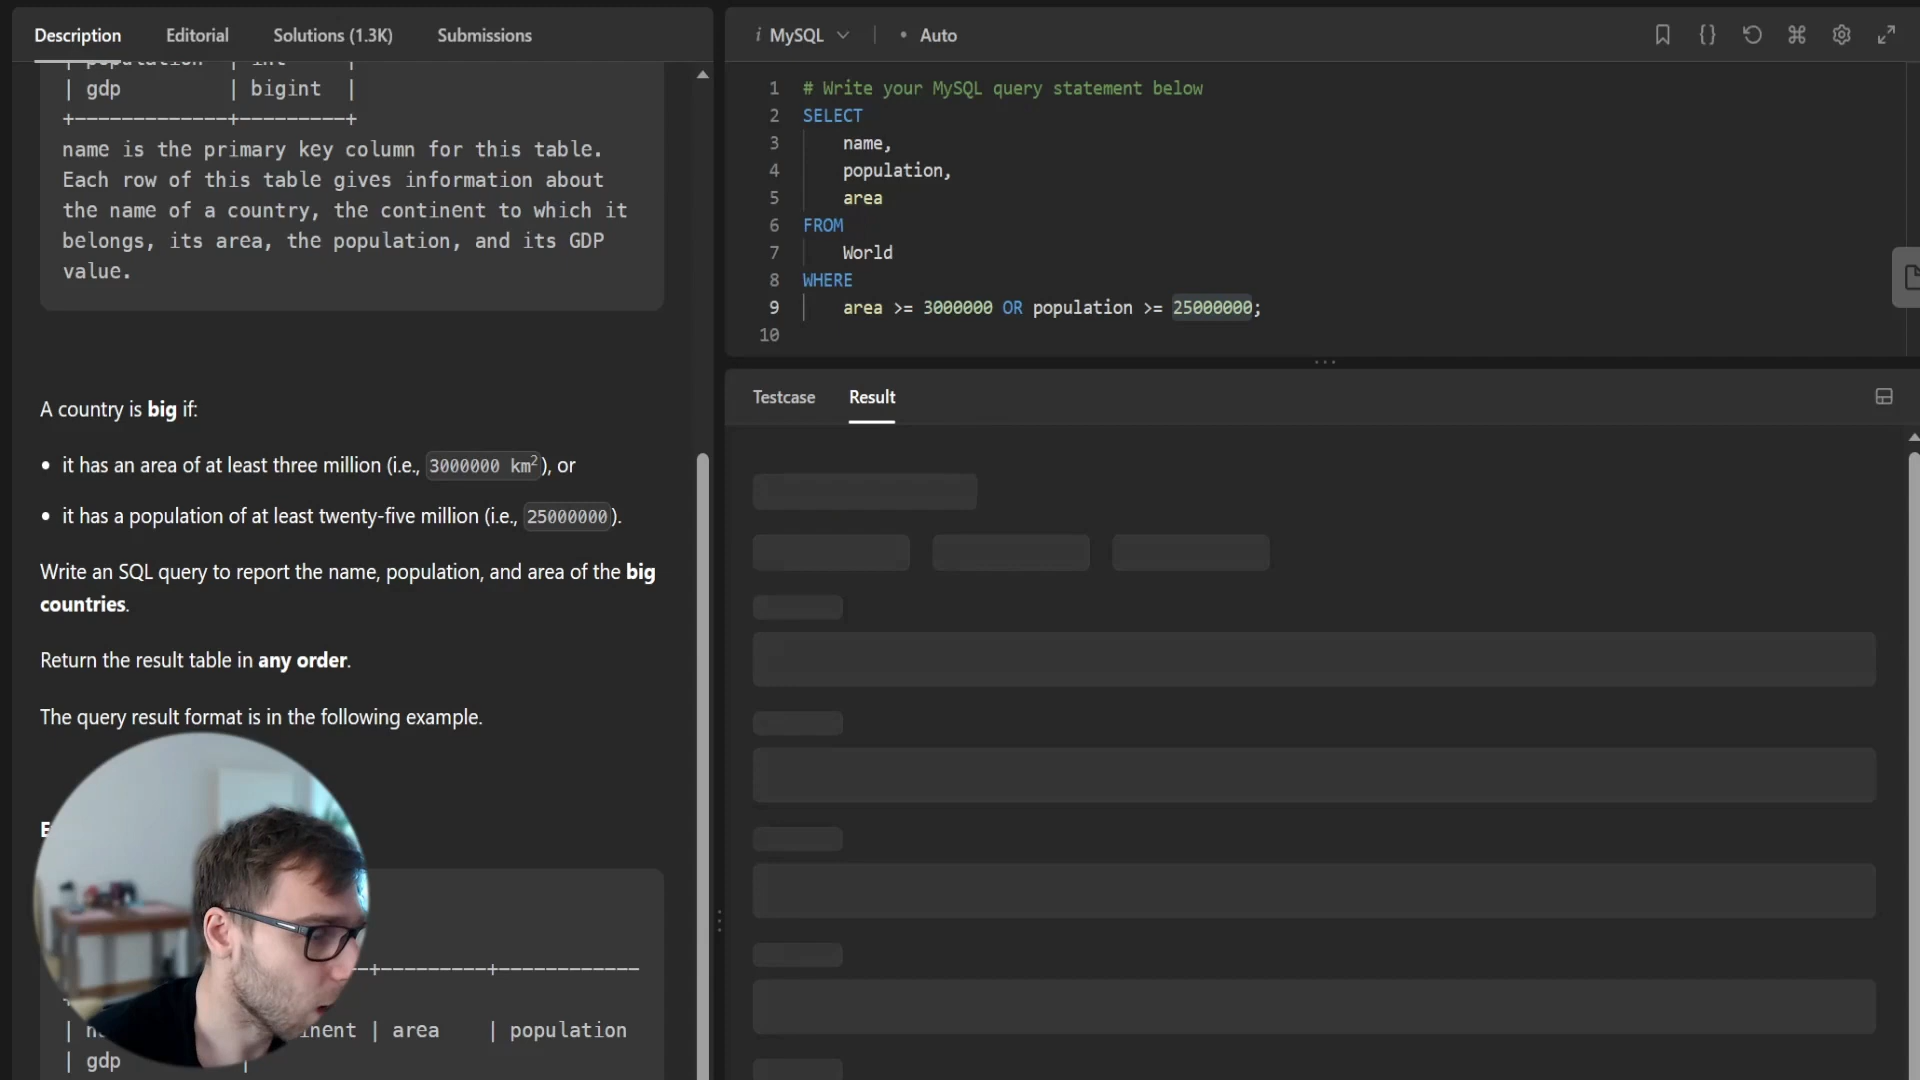 Description Editorial Solutions (1.3K) Submissions
| population | int |
| gdp | bigint |
+-------------+---------+
name is the primary key column for this table.
Each row of this table gives information about
the name of a country, the continent to which it
belongs, its area, the population, and its GDP
value.
A country is big if:
• it has an area of at least three million (i.e., 3000000 km²), or
• it has a population of at least twenty-five million (i.e., 25000000).
Write an SQL query to report the name, population, and area of the big
countries.
Return the result table in any order.
The query result format is in the following example.
| area | population
| gdp |
i MySQL • Auto
1 # Write your MySQL query statement below
2 SELECT
3 name,
4 population,
5 area
6 FROM
7 World
8 WHERE
9 area >= 3000000 OR population >= 25000000;
10
Testcase Result